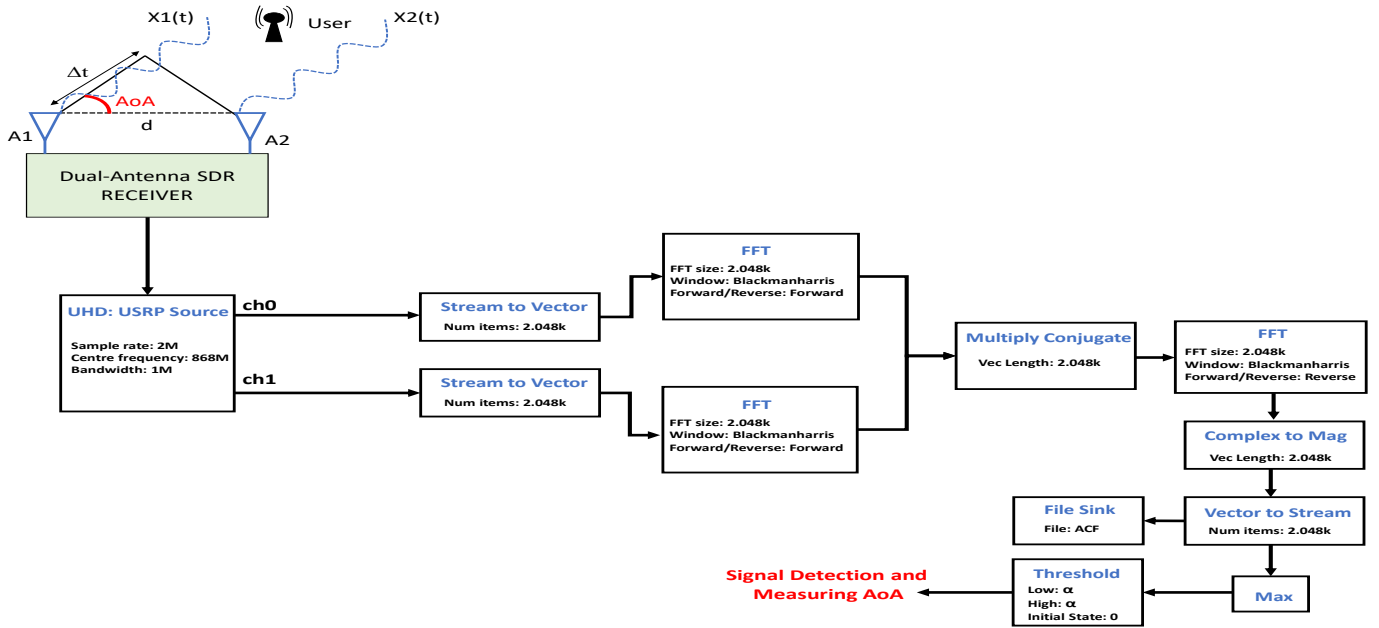 X1(t)
User
X2(t)
Δt
AoA
d
A1
A2
Dual-Antenna SDR
RECEIVER
UHD: USRP Source
Sample rate: 2M
Centre frequency: 868M
Bandwidth: 1M
ch0
ch1
Stream to Vector
Num items: 2.048k
Stream to Vector
Num items: 2.048k
FFT
FFT size: 2.048k
Window: Blackmanharris
Forward/Reverse: Forward
FFT
FFT size: 2.048k
Window: Blackmanharris
Forward/Reverse: Forward
Multiply Conjugate
Vec Length: 2.048k
FFT
FFT size: 2.048k
Window: Blackmanharris
Forward/Reverse: Reverse
Complex to Mag
Vec Length: 2.048k
Vector to Stream
Num items: 2.048k
File Sink
File: ACF
Max
Threshold
Low: α
High: α
Initial State: 0
Signal Detection and
Measuring AoA